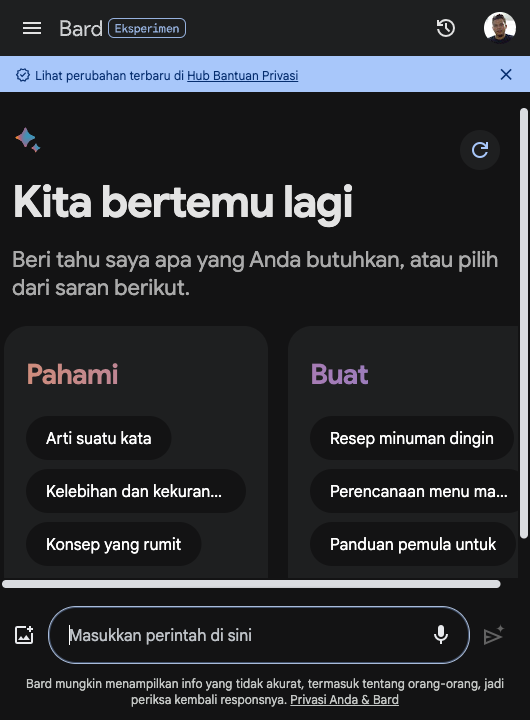 Bard Eksperimen
Lihat perubahan terbaru di Hub Bantuan Privasi
Kita bertemu lagi
Beri tahu saya apa yang Anda butuhkan, atau pilih
dari saran berikut.
Pahami
Arti suatu kata
Kelebihan dan kekuran...
Konsep yang rumit
Buat
Resep minuman dingin
Perencanaan menu ma...
Panduan pemula untuk
Masukkan perintah di sini
Bard mungkin menampilkan info yang tidak akurat, termasuk tentang orang-orang, jadi
periksa kembali responsnya. Privasi Anda & Bard